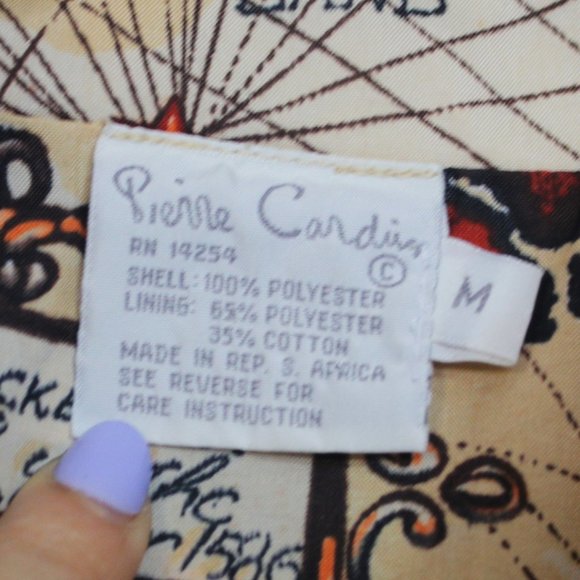 Pierre Cardin
©
RN 14254
SHELL: 100% POLYESTER
LINING: 65% POLYESTER
35% COTTON
MADE IN REP. S. AFRICA
SEE REVERSE FOR
CARE INSTRUCTION
M
1586